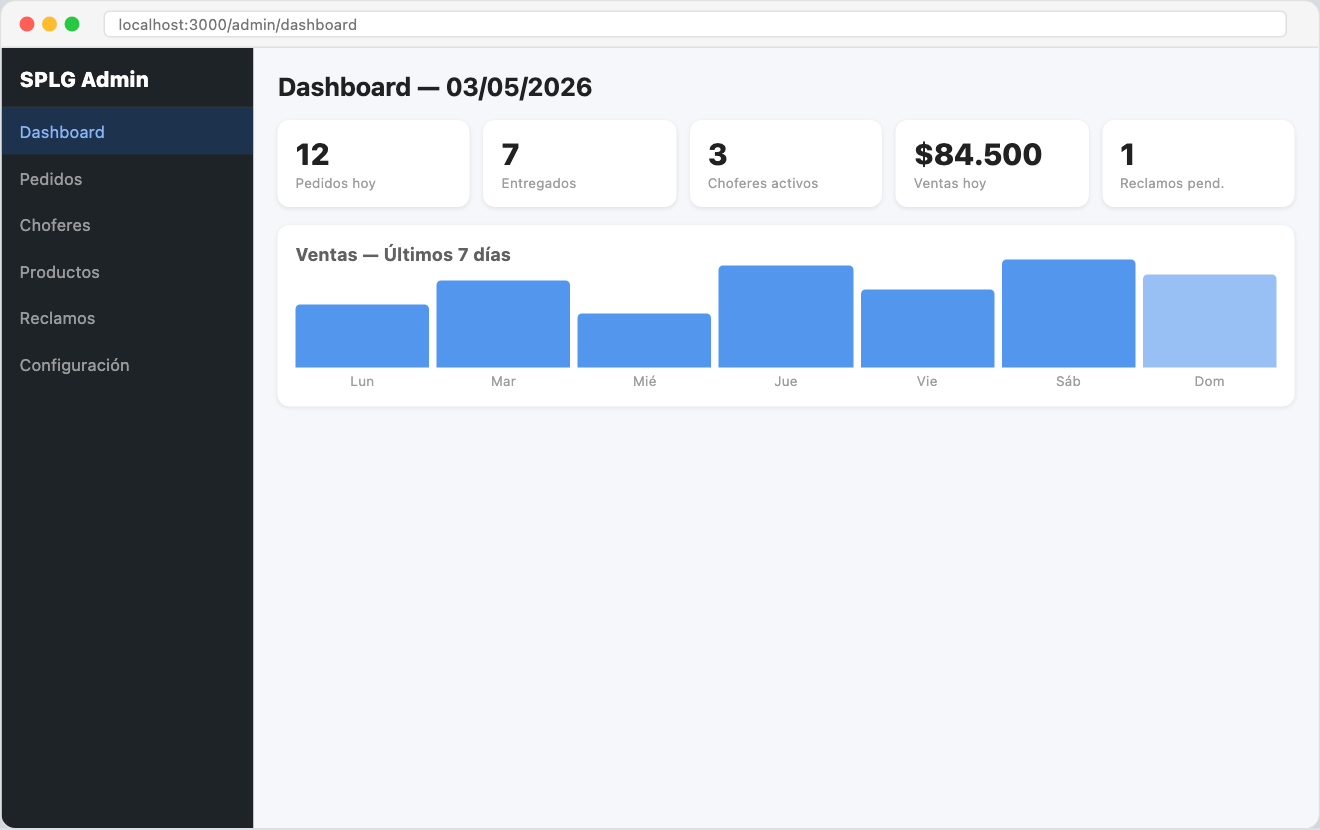 localhost:3000/admin/dashboard
SPLG Admin
Dashboard
Pedidos
Choferes
Productos
Reclamos
Configuración
Dashboard — 03/05/2026
12
Pedidos hoy
7
Entregados
3
Choferes activos
$84.500
Ventas hoy
1
Reclamos pend.
Ventas — Últimos 7 días
Lun Mar Mié Jue Vie Sáb Dom